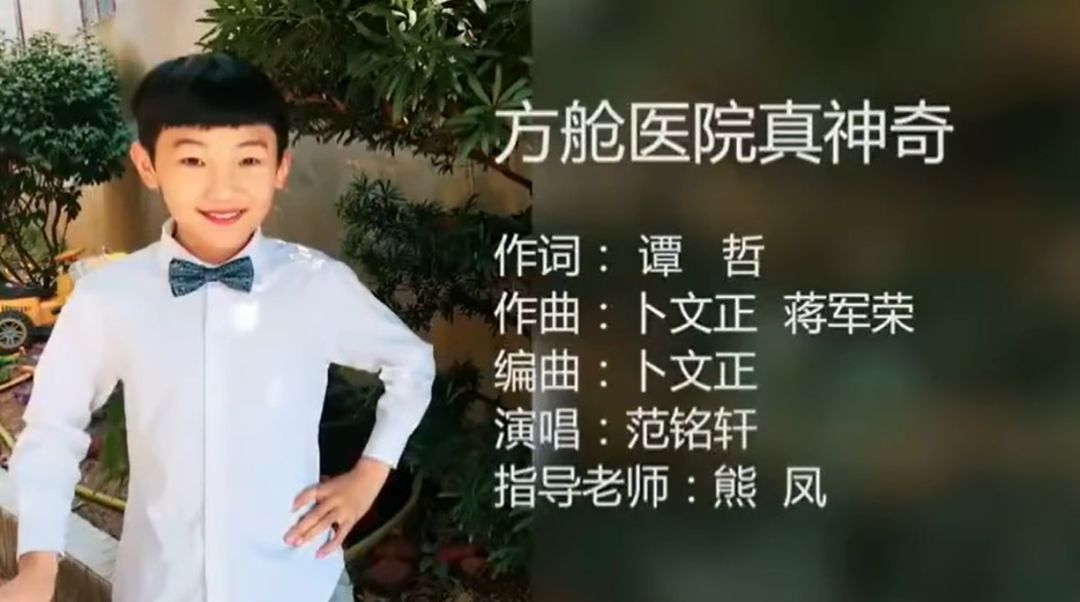 方舱医院真神奇
作词：谭 哲
作曲：卜文正 蒋军荣
编曲：卜文正
演唱：范铭轩
指导老师：熊 凤